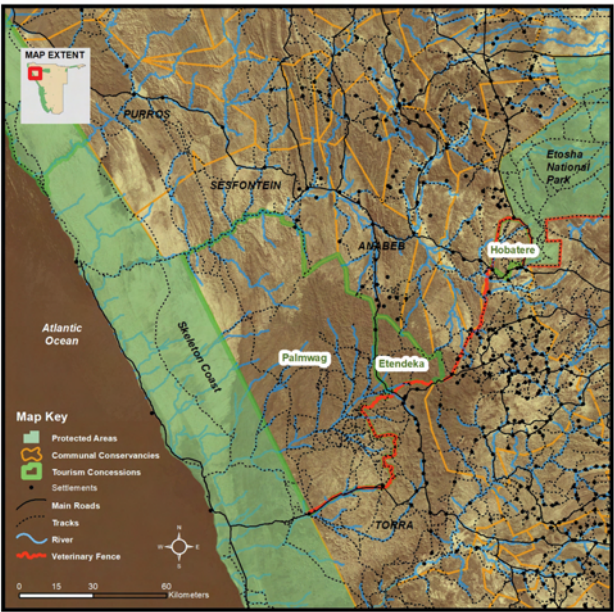 MAP EXTENT
PURROS
SESFONTEIN
Etosha
National
Park
ANABEB
Hobatere
Atlantic
Ocean
Skeleton Coast
Palmwag
Etendeka
Map Key
Protected Areas
Communal Conservancies
Tourism Concessions
Settlements
Main Roads
Tracks
River
Veterinary Fence
TORRA
N
W E
S
0 15 30 60
Kilometers